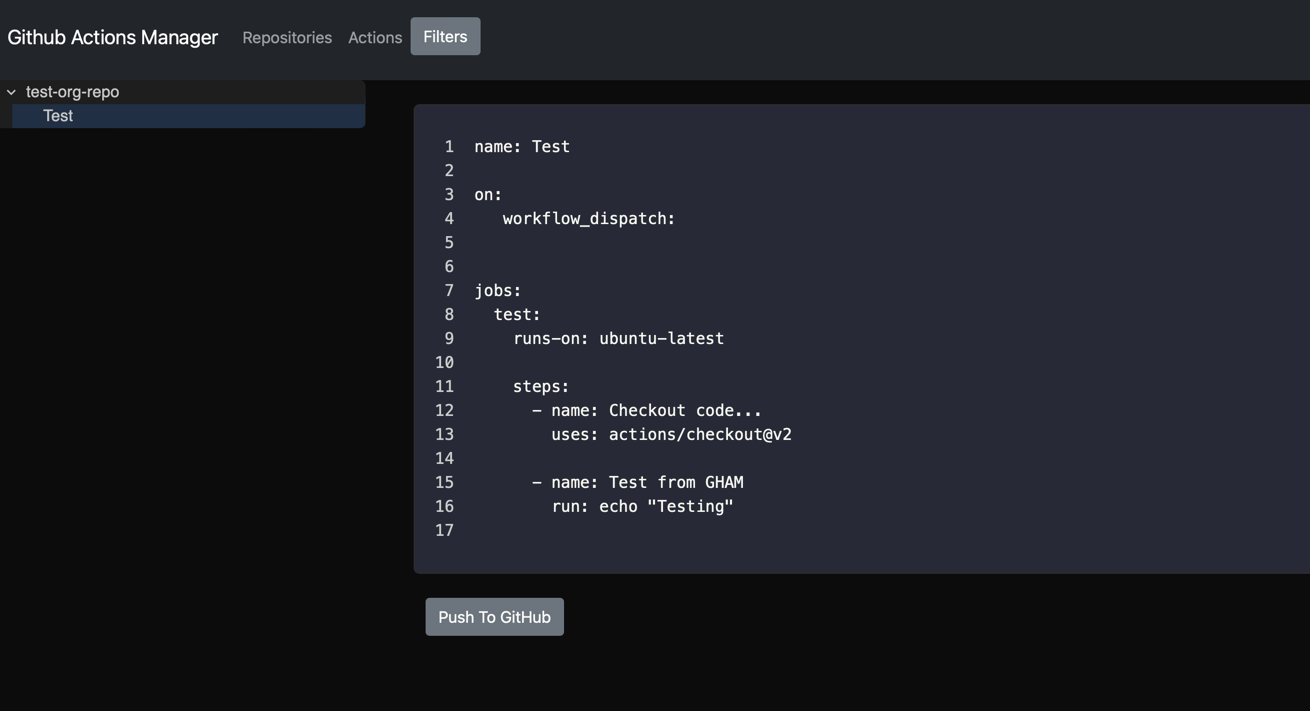 Github Actions Manager Repositories Actions Filters
test-org-repo
Test
1 name: Test
2
3 on:
4    workflow_dispatch:
5
6
7 jobs:
8   test:
9     runs-on: ubuntu-latest
10
11     steps:
12       - name: Checkout code...
13         uses: actions/checkout@v2
14
15       - name: Test from GHAM
16         run: echo "Testing"
17
Push To GitHub